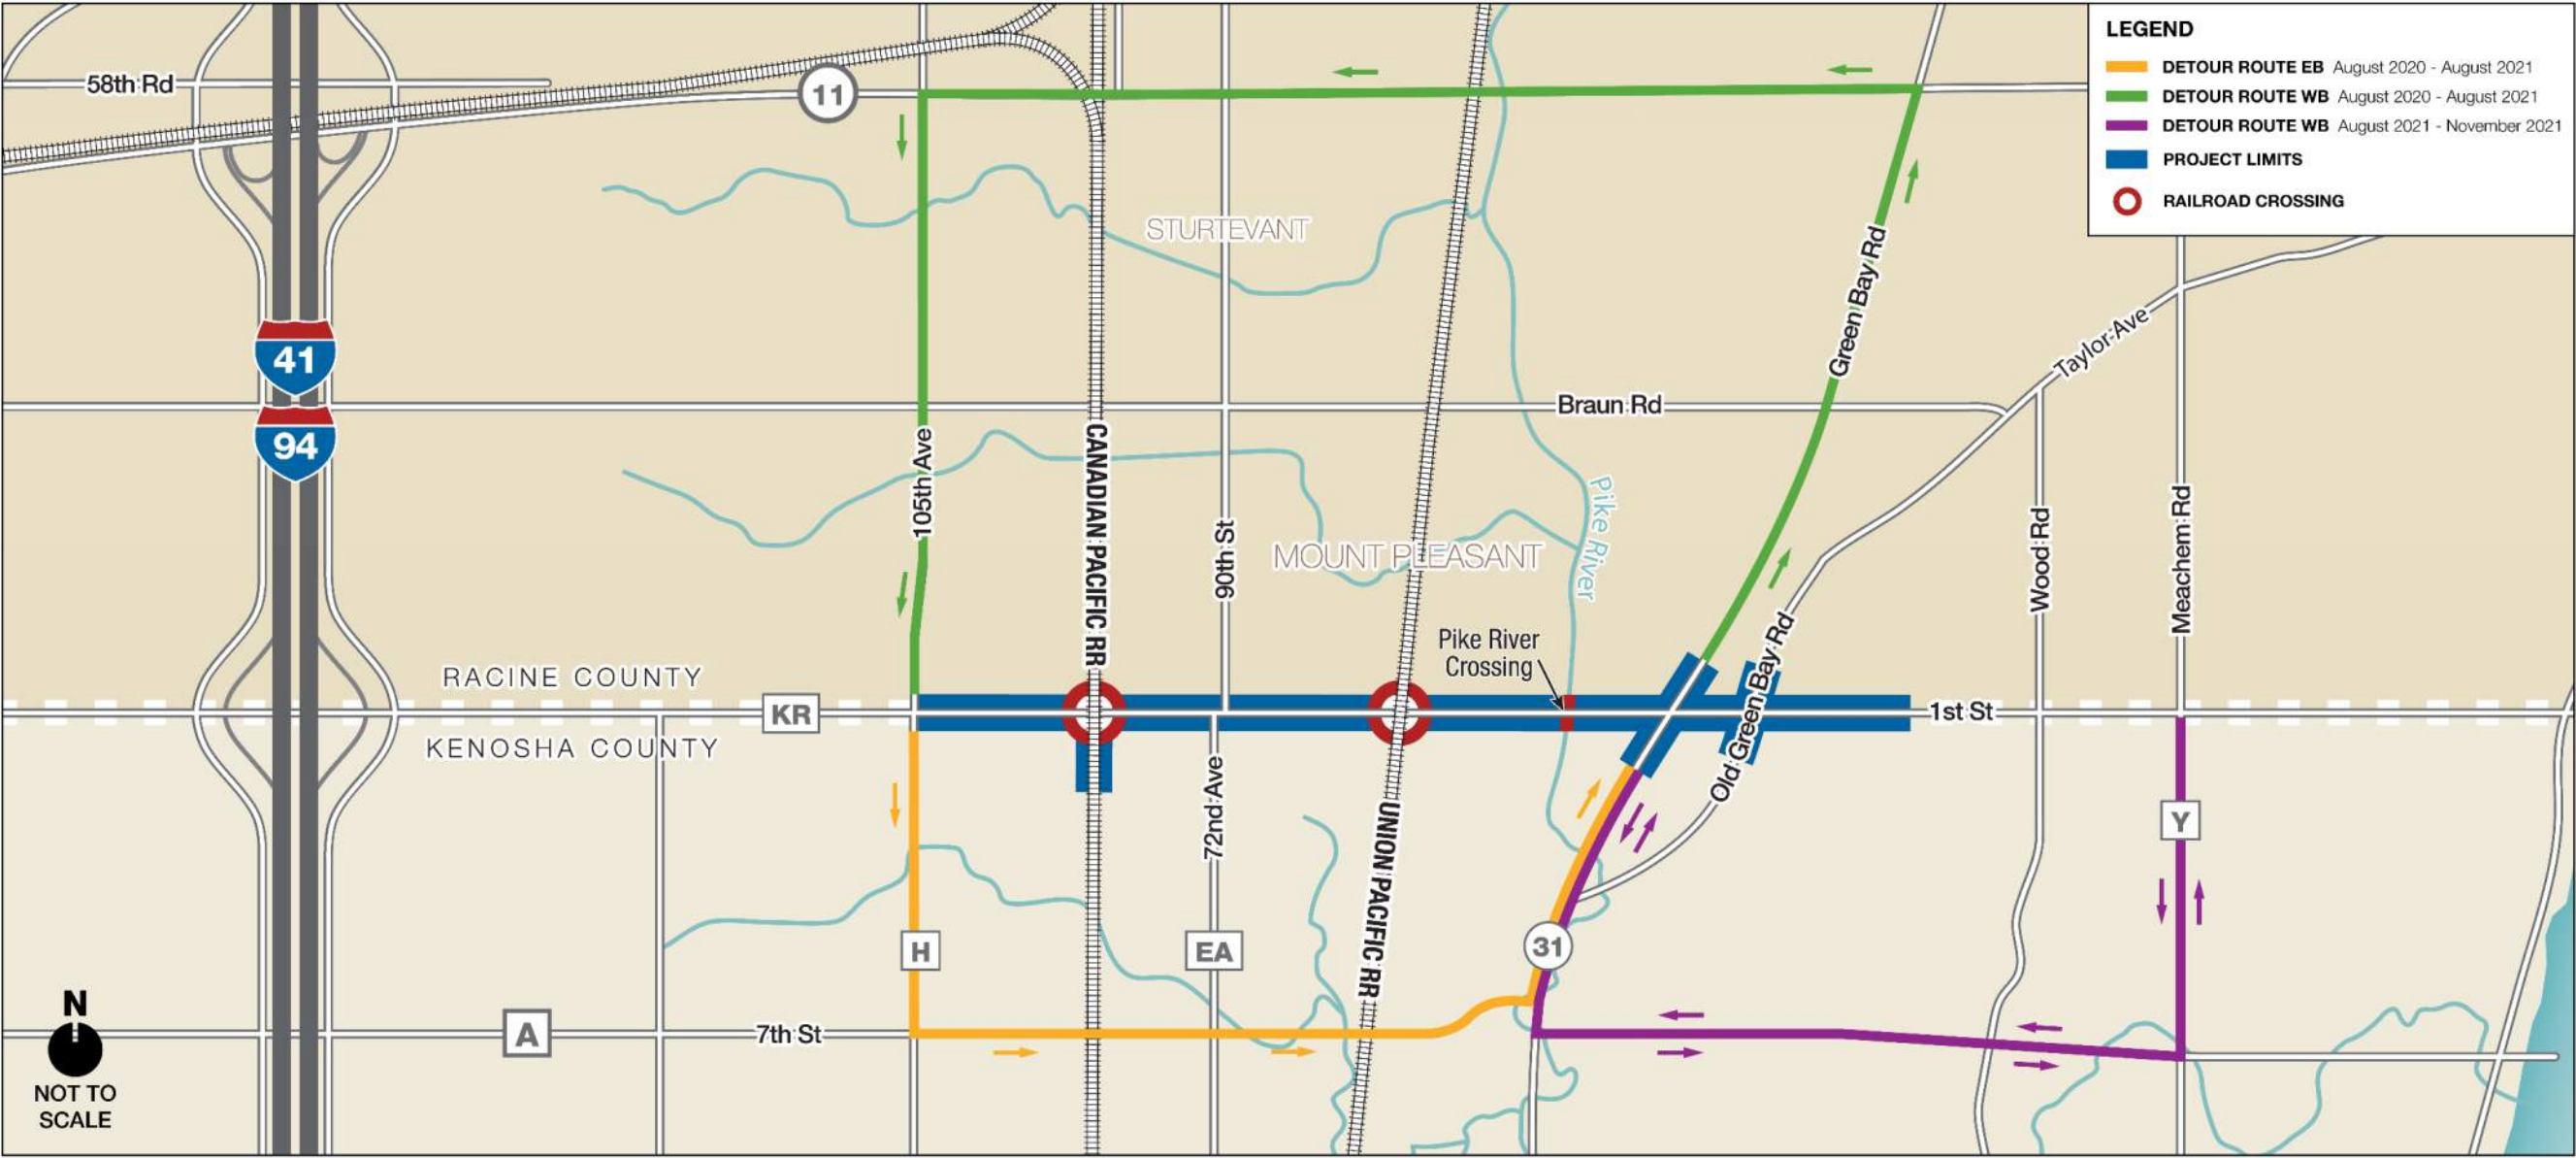 LEGEND
DETOUR ROUTE EB August 2020 - August 2021
DETOUR ROUTE WB August 2020 - August 2021
DETOUR ROUTE WB August 2021 - November 2021
PROJECT LIMITS
RAILROAD CROSSING
58th Rd
11
STURTEVANT
Green Bay Rd
41
Taylor Ave
94
Braun Rd
105th Ave
CANADIAN PACIFIC RR
90th St
MOUNT PLEASANT
Pike River
Wood Rd
Meachem Rd
Pike River
Crossing
RACINE COUNTY
KR
1st St
KENOSHA COUNTY
Old Green Bay Rd
72nd Ave
UNION PACIFIC RR
Y
H
EA
31
N
A
7th St
NOT TO
SCALE